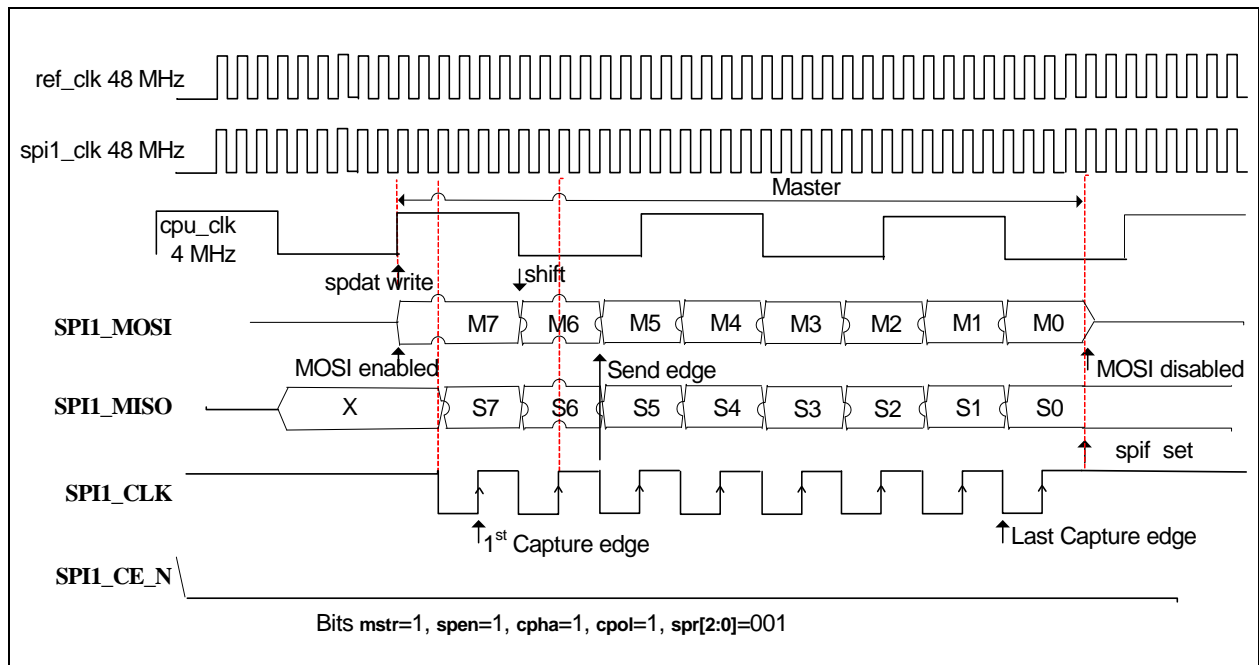 ref_clk 48 MHz
spi1_clk 48 MHz
Master
cpu_clk
4 MHz
spdat write
shift
SPI1_MOSI
M7 M6 M5 M4 M3 M2 M1 M0
MOSI enabled
Send edge
MOSI disabled
SPI1_MISO
X S7 S6 S5 S4 S3 S2 S1 S0
spif set
SPI1_CLK
1st Capture edge
Last Capture edge
SPI1_CE_N
Bits mstr=1, spen=1, cpha=1, cpol=1, spr[2:0]=001